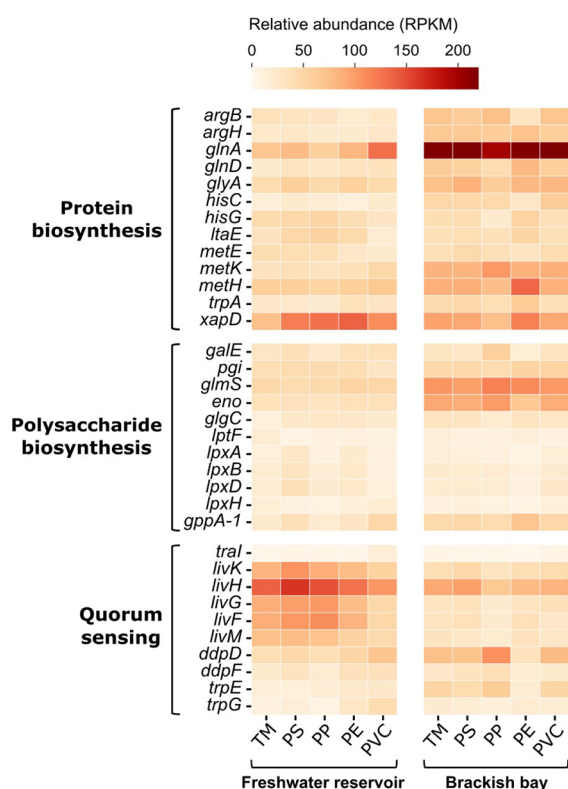 Relative abundance (RPKM)
0 50 100 150 200
Protein
biosynthesis
argB
argH
glnA
glnD
glyA
hisC
hisG
ltaE
metE
metK
metH
trpA
xapD
Polysaccharide
biosynthesis
galE
pgi
glmS
eno
glgC
lptF
lpxA
lpxB
lpxD
lpxH
gppA-1
Quorum
sensing
traI
livK
livH
livG
livF
livM
ddpD
ddpF
trpE
trpG
TM PS PP PE PVC TM PS PP PE PVC
Freshwater reservoir Brackish bay